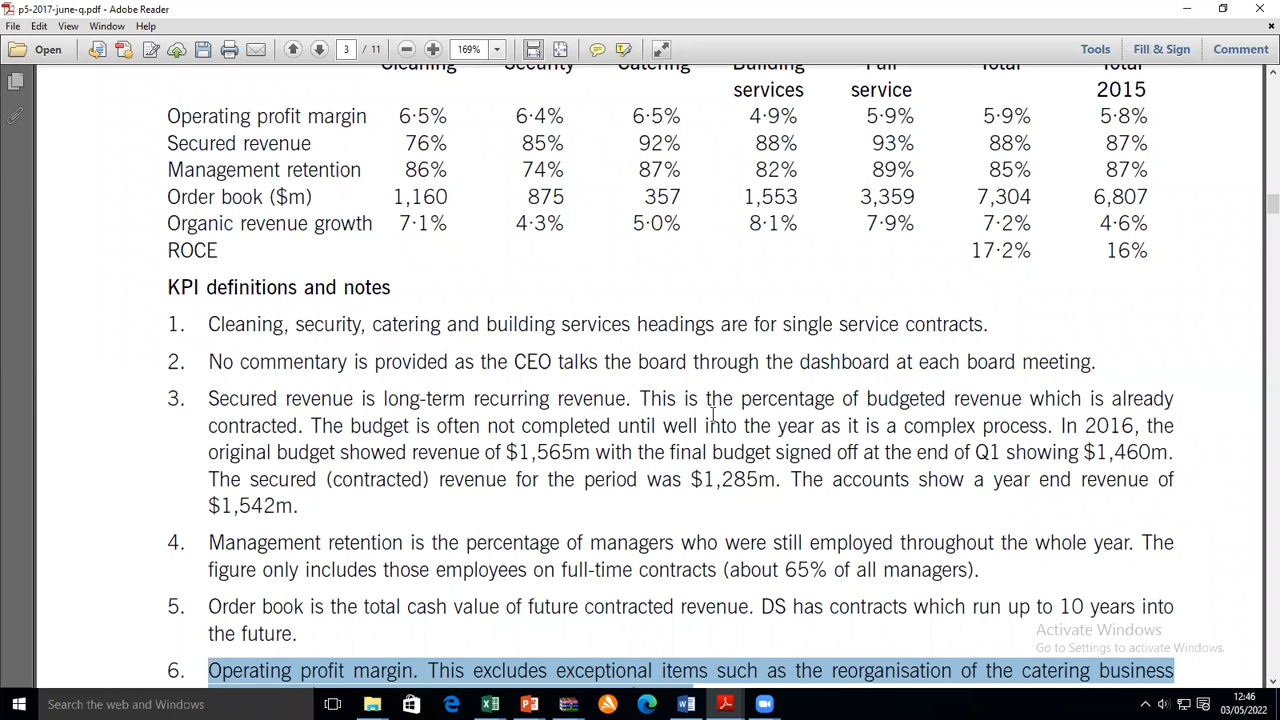 p5-2017-june-q.pdf - Adobe Reader
File Edit View Window Help
Open 3 / 11 169% Tools Fill & Sign Comment
Cleaning Security Catering Building Full Total Total
services service 2015
Operating profit margin 6·5% 6·4% 6·5% 4·9% 5·9% 5·9% 5·8%
Secured revenue 76% 85% 92% 88% 93% 88% 87%
Management retention 86% 74% 87% 82% 89% 85% 87%
Order book ($m) 1,160 875 357 1,553 3,359 7,304 6,807
Organic revenue growth 7·1% 4·3% 5·0% 8·1% 7·9% 7·2% 4·6%
ROCE 17·2% 16%
KPI definitions and notes
1. Cleaning, security, catering and building services headings are for single service contracts.
2. No commentary is provided as the CEO talks the board through the dashboard at each board meeting.
3. Secured revenue is long-term recurring revenue. This is the percentage of budgeted revenue which is already
contracted. The budget is often not completed until well into the year as it is a complex process. In 2016, the
original budget showed revenue of $1,565m with the final budget signed off at the end of Q1 showing $1,460m.
The secured (contracted) revenue for the period was $1,285m. The accounts show a year end revenue of
$1,542m.
4. Management retention is the percentage of managers who were still employed throughout the whole year. The
figure only includes those employees on full-time contracts (about 65% of all managers).
5. Order book is the total cash value of future contracted revenue. DS has contracts which run up to 10 years into
the future.
Activate Windows
Go to Settings to activate Windows.
6. Operating profit margin. This excludes exceptional items such as the reorganisation of the catering business
Search the web and Windows
12:46
03/05/2022